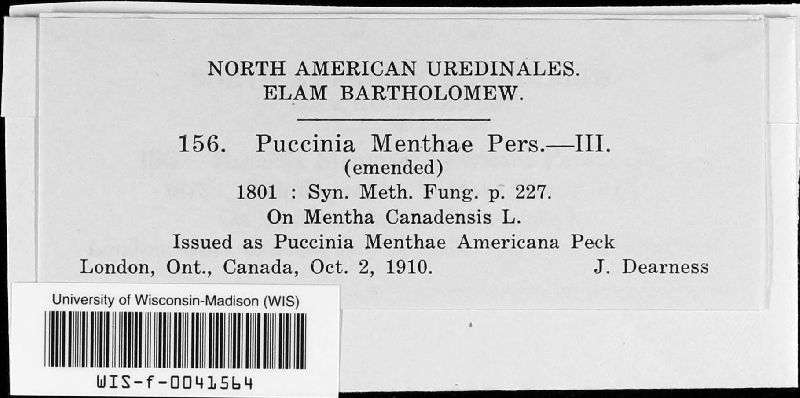 NORTH AMERICAN UREDINALES.
ELAM BARTHOLOMEW.
156. Puccinia Menthae Pers.—III.
(emended)
1801 : Syn. Meth. Fung. p. 227.
On Mentha Canadensis L.
Issued as Puccinia Menthae Americana Peck
London, Ont., Canada, Oct. 2, 1910. J. Dearness
University of Wisconsin-Madison (WIS)
WIS-f-0041564